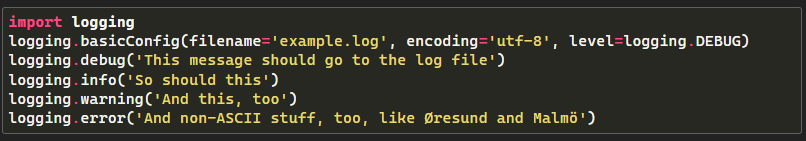 import logging
logging.basicConfig(filename='example.log', encoding='utf-8', level=logging.DEBUG)
logging.debug('This message should go to the log file')
logging.info('So should this')
logging.warning('And this, too')
logging.error('And non-ASCII stuff, too, like Øresund and Malmö')